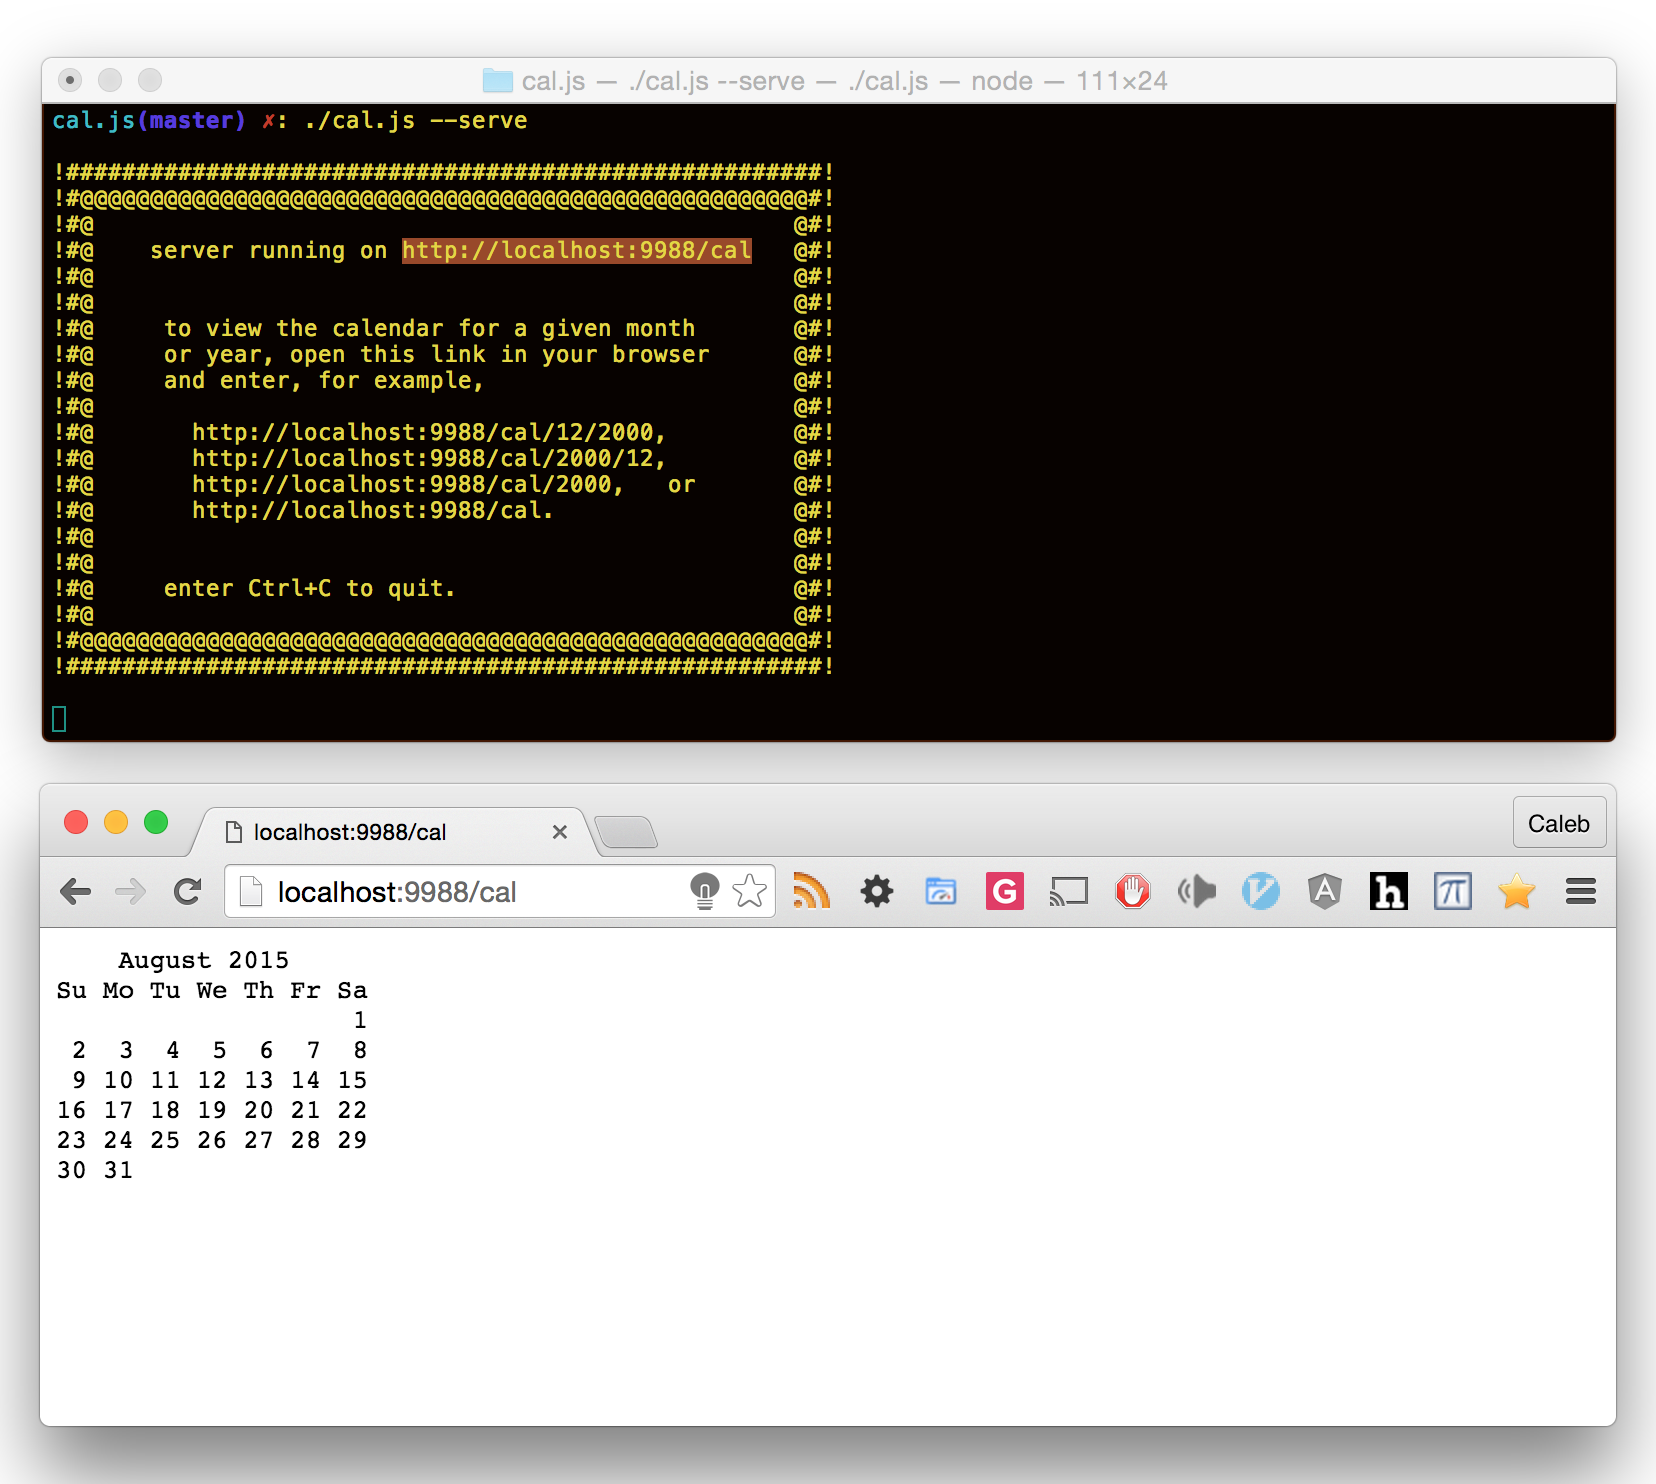 cal.js — ./cal.js --serve — ./cal.js — node — 111×24
cal.js(master) ✗: ./cal.js --serve
!######################################################!
!#@@@@@@@@@@@@@@@@@@@@@@@@@@@@@@@@@@@@@@@@@@@@@@@@@@@@#!
!#@                                                  @#!
!#@    server running on http://localhost:9988/cal   @#!
!#@                                                  @#!
!#@                                                  @#!
!#@     to view the calendar for a given month       @#!
!#@     or year, open this link in your browser      @#!
!#@     and enter, for example,                      @#!
!#@                                                  @#!
!#@       http://localhost:9988/cal/12/2000,         @#!
!#@       http://localhost:9988/cal/2000/12,         @#!
!#@       http://localhost:9988/cal/2000,   or       @#!
!#@       http://localhost:9988/cal.                 @#!
!#@                                                  @#!
!#@                                                  @#!
!#@     enter Ctrl+C to quit.                        @#!
!#@                                                  @#!
!#@@@@@@@@@@@@@@@@@@@@@@@@@@@@@@@@@@@@@@@@@@@@@@@@@@@@#!
!######################################################!
localhost:9988/cal
Caleb
localhost:9988/cal
    August 2015
Su Mo Tu We Th Fr Sa
                   1
 2  3  4  5  6  7  8
 9 10 11 12 13 14 15
16 17 18 19 20 21 22
23 24 25 26 27 28 29
30 31